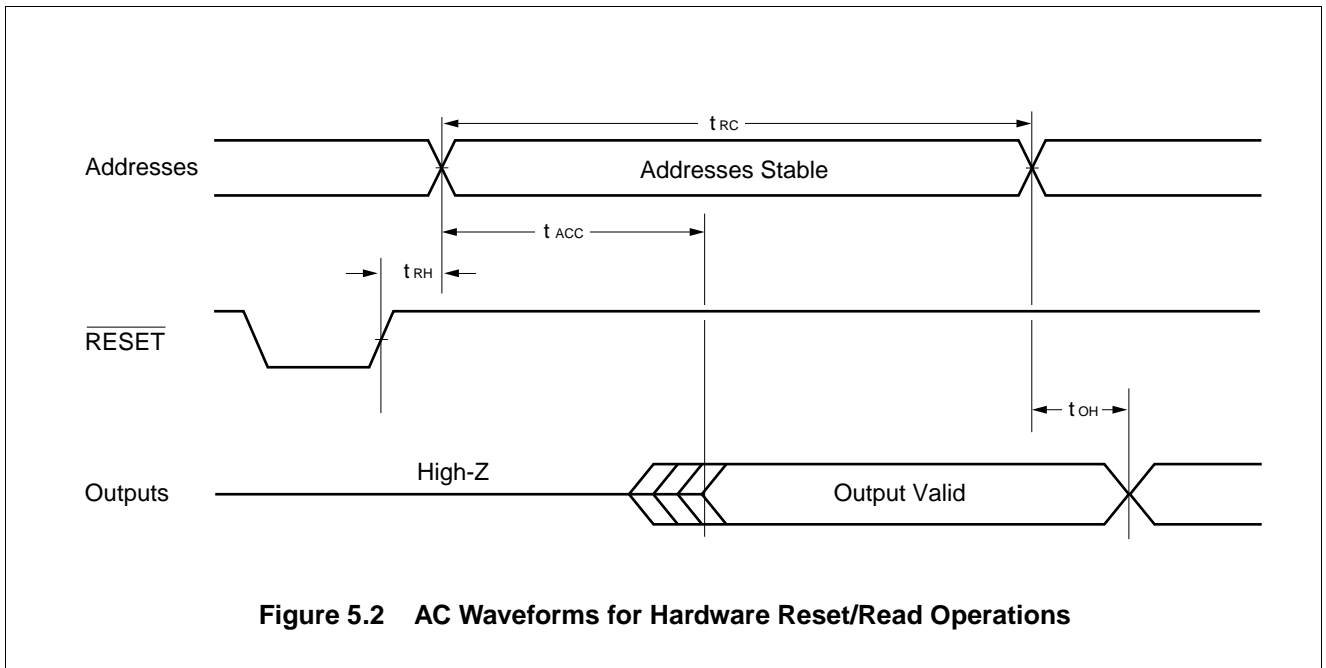 t RC
Addresses
Addresses Stable
t ACC
t RH
RESET
t OH
High-Z
Outputs
Output Valid
Figure 5.2 AC Waveforms for Hardware Reset/Read Operations